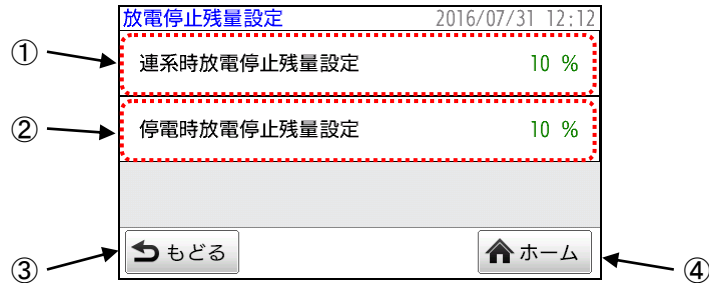 放電停止残量設定 2016/07/31 12:12
① 連系時放電停止残量設定 10 %
② 停電時放電停止残量設定 10 %
③ もどる ホーム ④